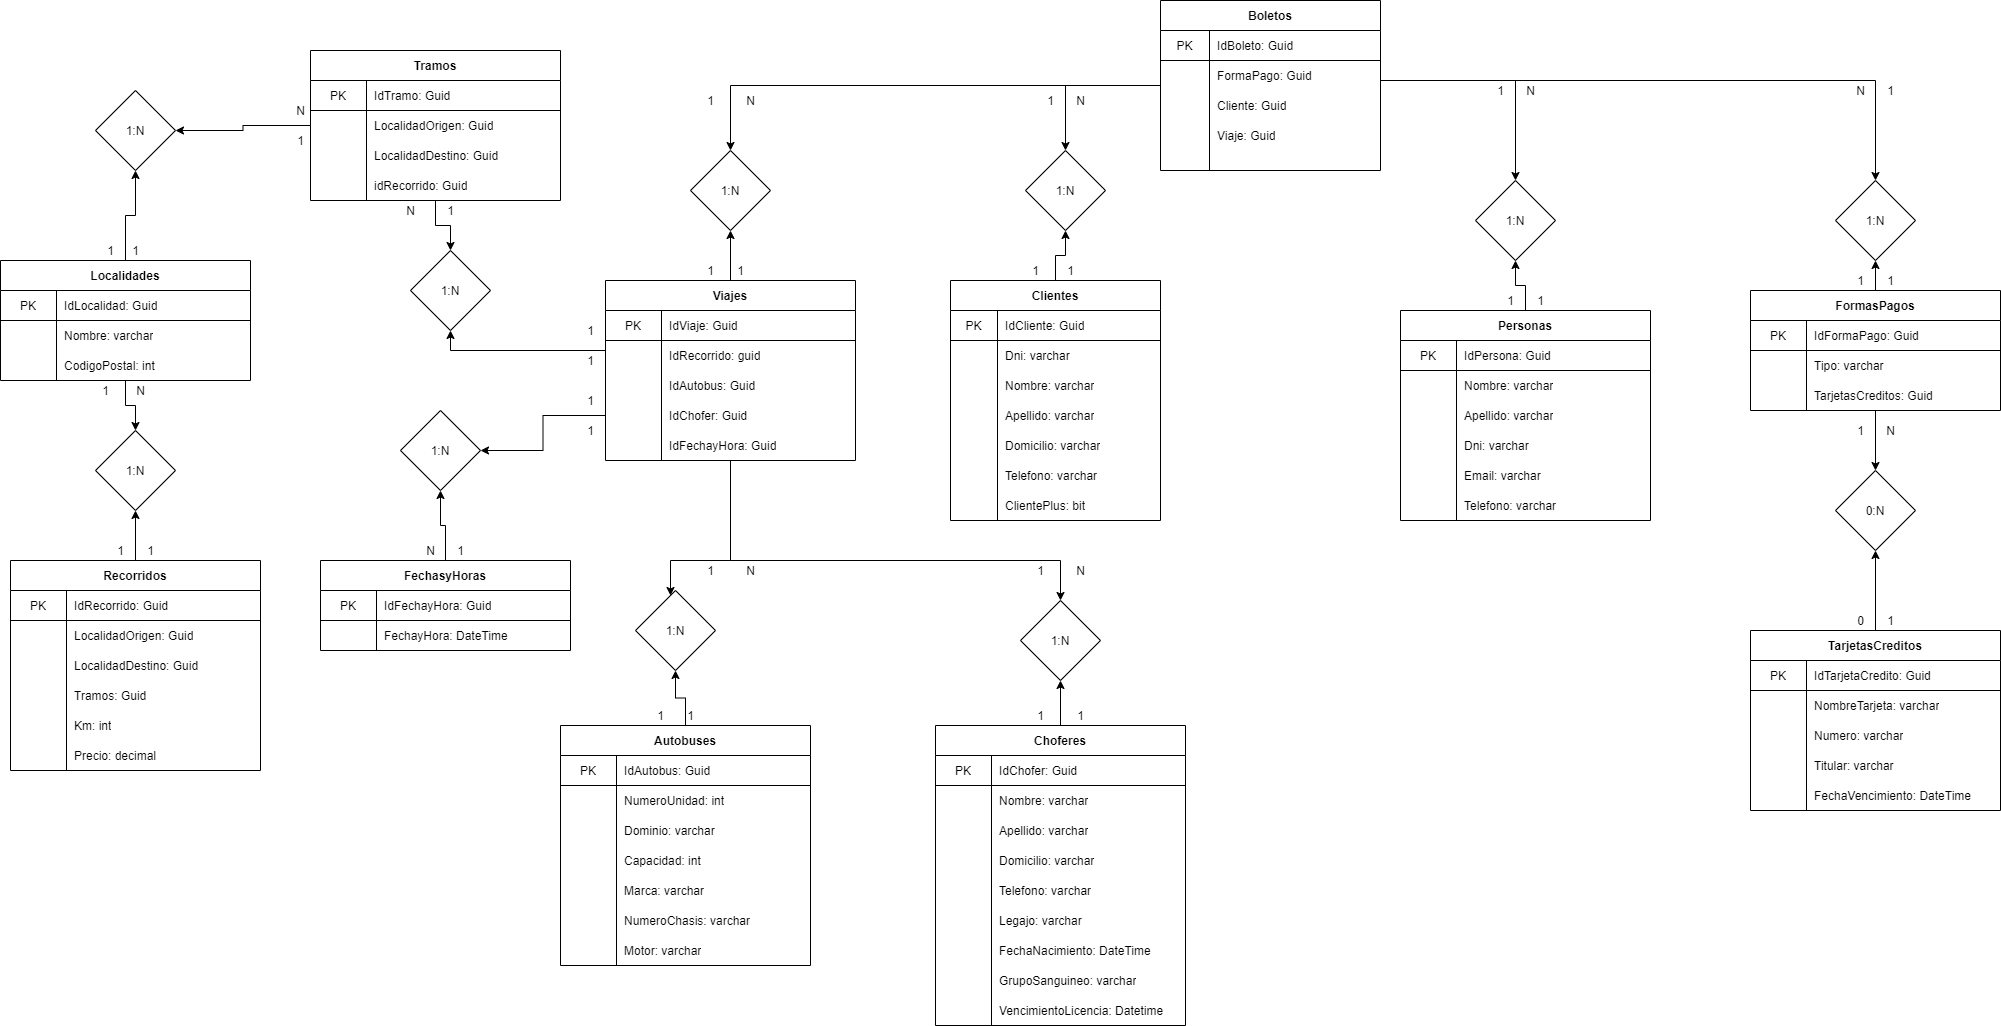 Boletos
PK IdBoleto: Guid
FormaPago: Guid
Cliente: Guid
Viaje: Guid
Tramos
PK IdTramo: Guid
LocalidadOrigen: Guid
LocalidadDestino: Guid
idRecorrido: Guid
N
1
1:N
1 N
1 N
1 N
N 1
N 1
1:N
1:N
1:N
1:N
1:N
1 1
Localidades
PK IdLocalidad: Guid
Nombre: varchar
CodigoPostal: int
1 N
1:N
1 1
Recorridos
PK IdRecorrido: Guid
LocalidadOrigen: Guid
LocalidadDestino: Guid
Tramos: Guid
Km: int
Precio: decimal
1 1
Viajes
PK IdViaje: Guid
IdRecorrido: guid
IdAutobus: Guid
IdChofer: Guid
IdFechayHora: Guid
1
1
1
1
1:N
N 1
FechasyHoras
PK IdFechayHora: Guid
FechayHora: DateTime
1 1
Clientes
PK IdCliente: Guid
Dni: varchar
Nombre: varchar
Apellido: varchar
Domicilio: varchar
Telefono: varchar
ClientePlus: bit
1 1
Personas
PK IdPersona: Guid
Nombre: varchar
Apellido: varchar
Dni: varchar
Email: varchar
Telefono: varchar
1 1
FormasPagos
PK IdFormaPago: Guid
Tipo: varchar
TarjetasCreditos: Guid
1 N
0:N
0 1
TarjetasCreditos
PK IdTarjetaCredito: Guid
NombreTarjeta: varchar
Numero: varchar
Titular: varchar
FechaVencimiento: DateTime
1 N
1 N
1:N
1:N
1 1
Autobuses
PK IdAutobus: Guid
NumeroUnidad: int
Dominio: varchar
Capacidad: int
Marca: varchar
NumeroChasis: varchar
Motor: varchar
1 1
Choferes
PK IdChofer: Guid
Nombre: varchar
Apellido: varchar
Domicilio: varchar
Telefono: varchar
Legajo: varchar
FechaNacimiento: DateTime
GrupoSanguineo: varchar
VencimientoLicencia: Datetime